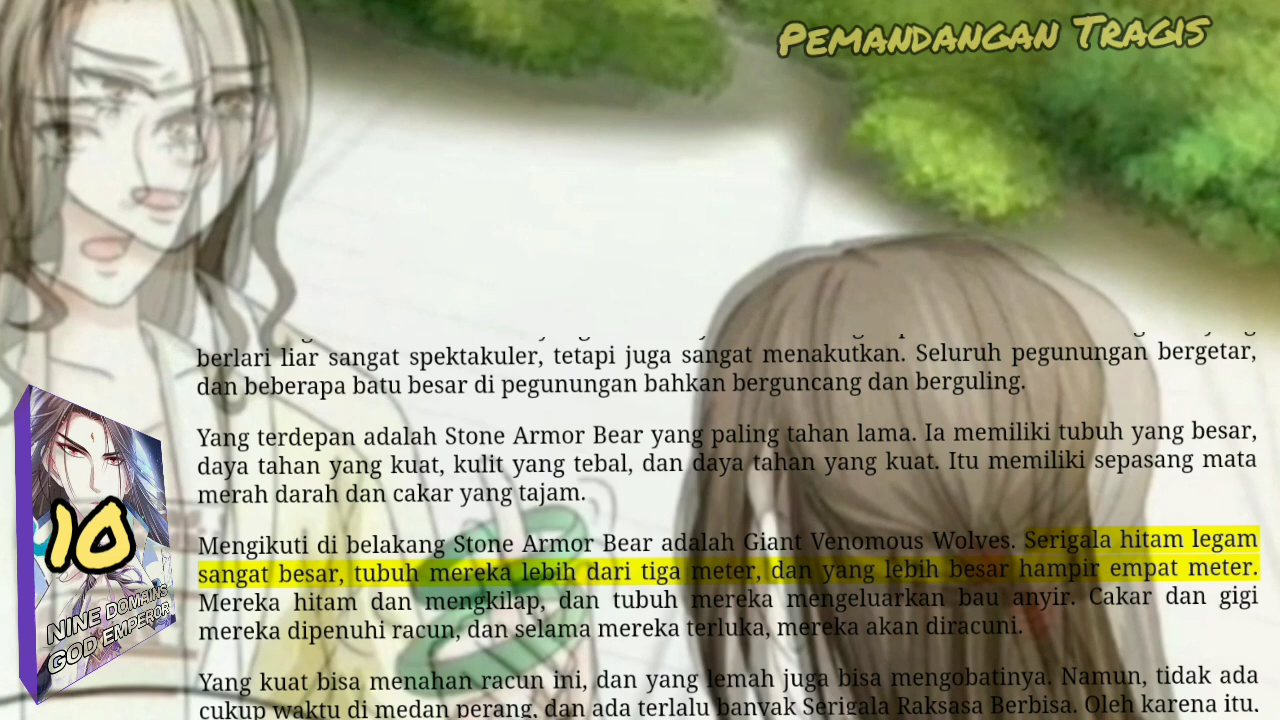 Pemandangan Tragis
berlari liar sangat spektakuler, tetapi juga sangat menakutkan. Seluruh pegunungan bergetar,
dan beberapa batu besar di pegunungan bahkan berguncang dan berguling.
Yang terdepan adalah Stone Armor Bear yang paling tahan lama. Ia memiliki tubuh yang besar,
daya tahan yang kuat, kulit yang tebal, dan daya tahan yang kuat. Itu memiliki sepasang mata
merah darah dan cakar yang tajam.
Mengikuti di belakang Stone Armor Bear adalah Giant Venomous Wolves. Serigala hitam legam
sangat besar, tubuh mereka lebih dari tiga meter, dan yang lebih besar hampir empat meter.
Mereka hitam dan mengkilap, dan tubuh mereka mengeluarkan bau anyir. Cakar dan gigi
mereka dipenuhi racun, dan selama mereka terluka, mereka akan diracuni.
Yang kuat bisa menahan racun ini, dan yang lemah juga bisa mengobatinya. Namun, tidak ada
cukup waktu di medan perang, dan ada terlalu banyak Serigala Raksasa Berbisa. Oleh karena itu,
10
NINE DOMAINS
GOD EMPEROR